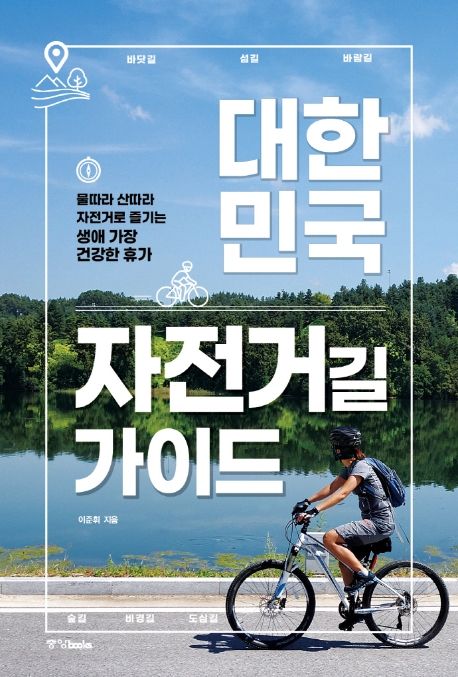 바닷길 섬길 바람길
대한
민국
물따라 산따라
자전거로 즐기는
생애 가장
건강한 휴가
자전거길
가이드
이준휘 지음
숲길 비경길 도심길
중앙books